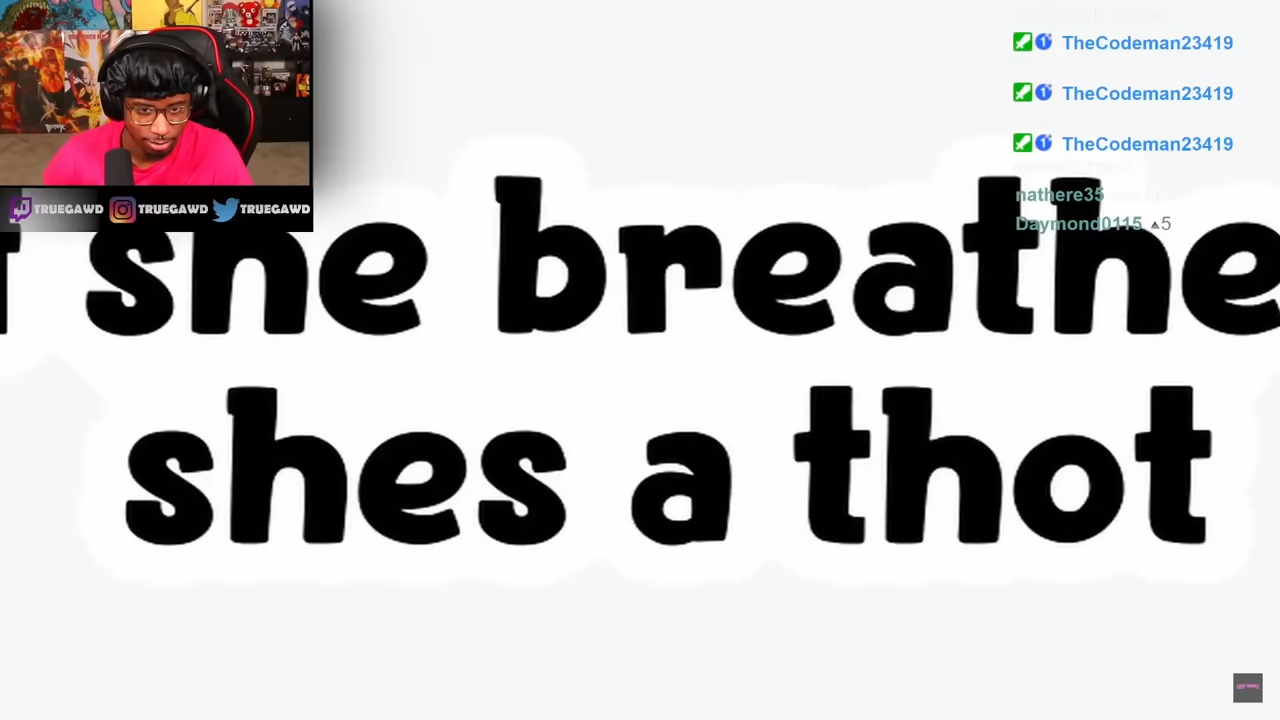 TheCodeman23419
TheCodeman23419
TheCodeman23419
nathere35
Daymond0115 5
TRUEGAWD TRUEGAWD TRUEGAWD
she breathe
shes a thot